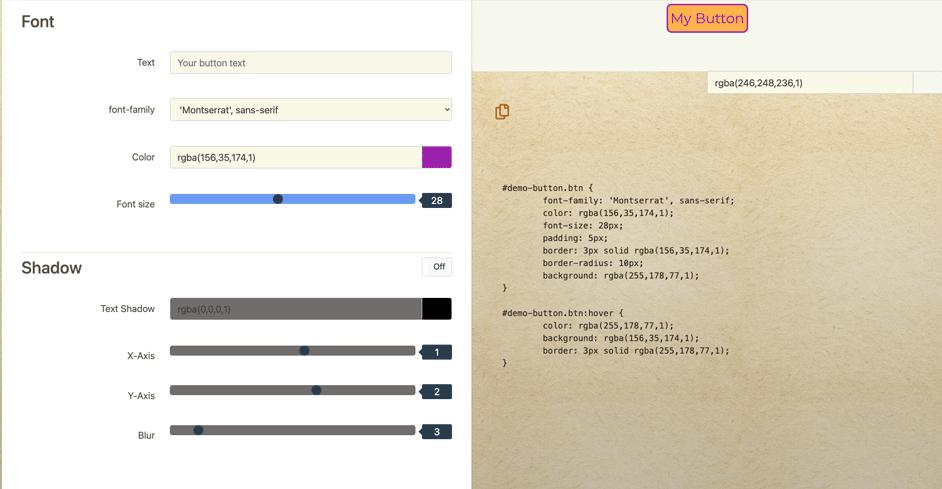 Font
Text
Your button text
font-family
'Montserrat', sans-serif
Color
rgba(156,35,174,1)
Font size
28
Shadow
Off
Text Shadow
rgba(0,0,0,1)
X-Axis
1
Y-Axis
2
Blur
3
My Button
rgba(246,248,236,1)
#demo-button.btn {
font-family: 'Montserrat', sans-serif;
color: rgba(156,35,174,1);
font-size: 28px;
padding: 5px;
border: 3px solid rgba(156,35,174,1);
border-radius: 10px;
background: rgba(255,178,77,1);
}
#demo-button.btn:hover {
color: rgba(255,178,77,1);
background: rgba(156,35,174,1);
border: 3px solid rgba(255,178,77,1);
}